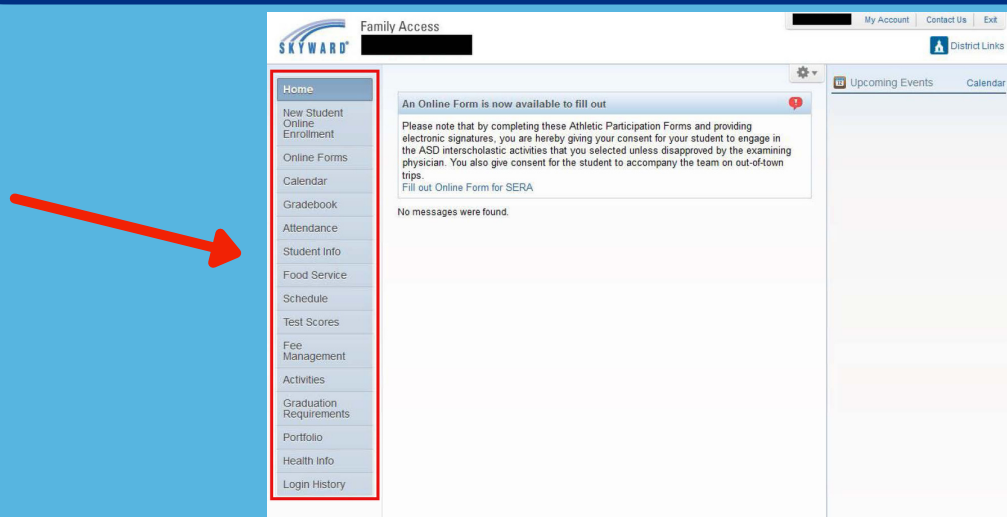 Family Access
SKYWARD
My Account
Contact Us
Exit
District Links
Home
New Student
Online
Enrollment
Online Forms
Calendar
Gradebook
Attendance
Student Info
Food Service
Schedule
Test Scores
Fee
Management
Activities
Graduation
Requirements
Portfolio
Health Info
Login History
An Online Form is now available to fill out
Please note that by completing these Athletic Participation Forms and providing
electronic signatures, you are hereby giving your consent for your student to engage in
the ASD interscholastic activities that you selected unless disapproved by the examining
physician. You also give consent for the student to accompany the team on out-of-town
trips.
Fill out Online Form for SERA
No messages were found.
Upcoming Events
Calendar